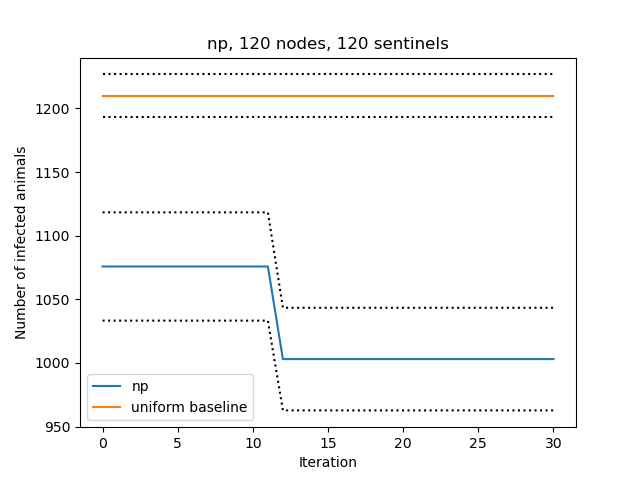 np, 120 nodes, 120 sentinels
1200
1150
1100
1050
1000
950
Number of infected animals
np
uniform baseline
0 5 10 15 20 25 30
Iteration